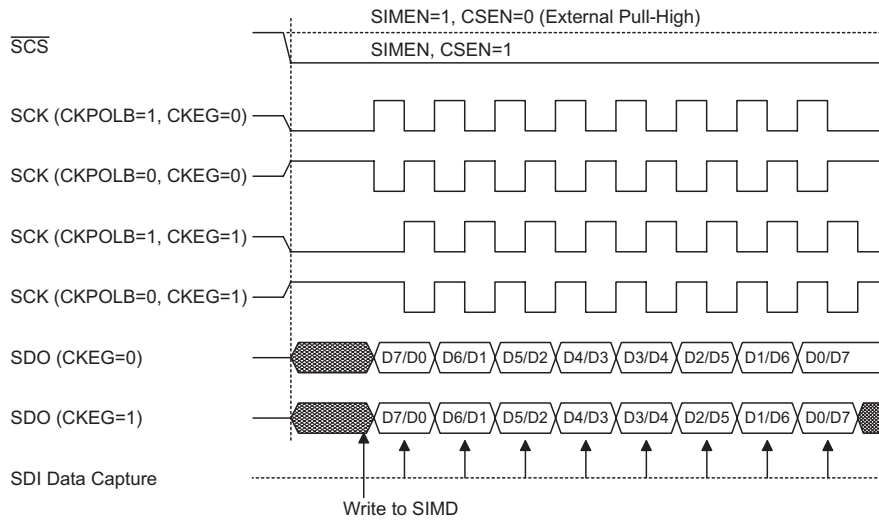 SIMEN=1, CSEN=0 (External Pull-High)
SCS
SIMEN, CSEN=1
SCK (CKPOLB=1, CKEG=0)
SCK (CKPOLB=0, CKEG=0)
SCK (CKPOLB=1, CKEG=1)
SCK (CKPOLB=0, CKEG=1)
SDO (CKEG=0) D7/D0 D6/D1 D5/D2 D4/D3 D3/D4 D2/D5 D1/D6 D0/D7
SDO (CKEG=1) D7/D0 D6/D1 D5/D2 D4/D3 D3/D4 D2/D5 D1/D6 D0/D7
SDI Data Capture
Write to SIMD